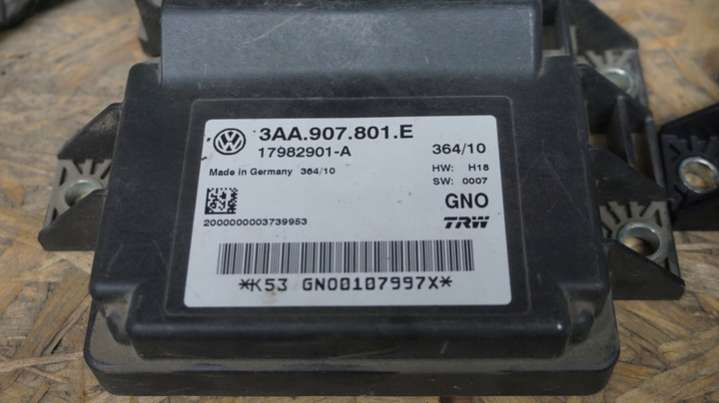 3AA.907.801.E
17982901-A 364/10
Made in Germany 364/10 HW: H18
SW: 0007
GNO
2000000003739953 TRW
*K53 GNO0107997X*